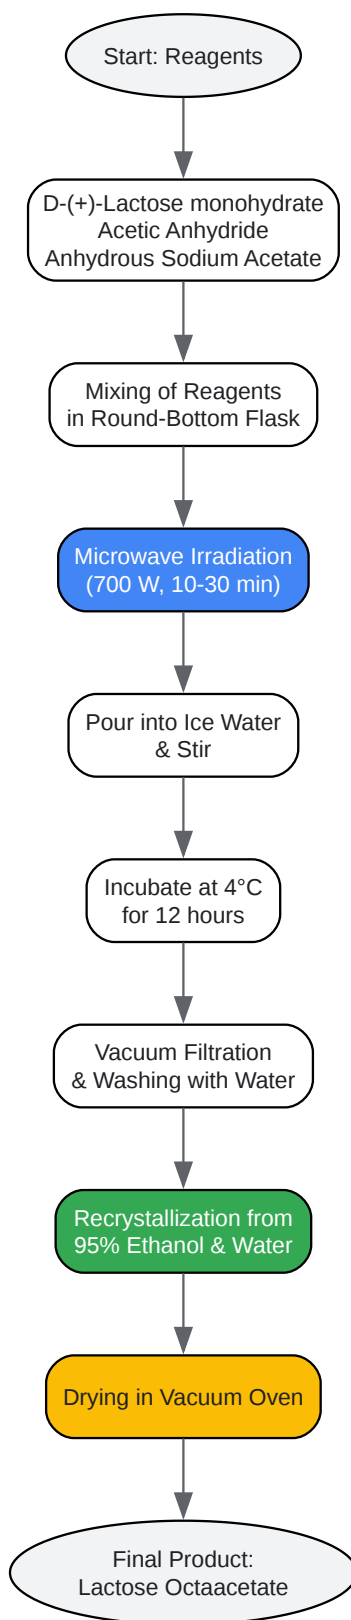 Start: Reagents
D-(+)-Lactose monohydrate
Acetic Anhydride
Anhydrous Sodium Acetate
Mixing of Reagents
in Round-Bottom Flask
Microwave Irradiation
(700 W, 10-30 min)
Pour into Ice Water
& Stir
Incubate at 4°C
for 12 hours
Vacuum Filtration
& Washing with Water
Recrystallization from
95% Ethanol & Water
Drying in Vacuum Oven
Final Product:
Lactose Octaacetate